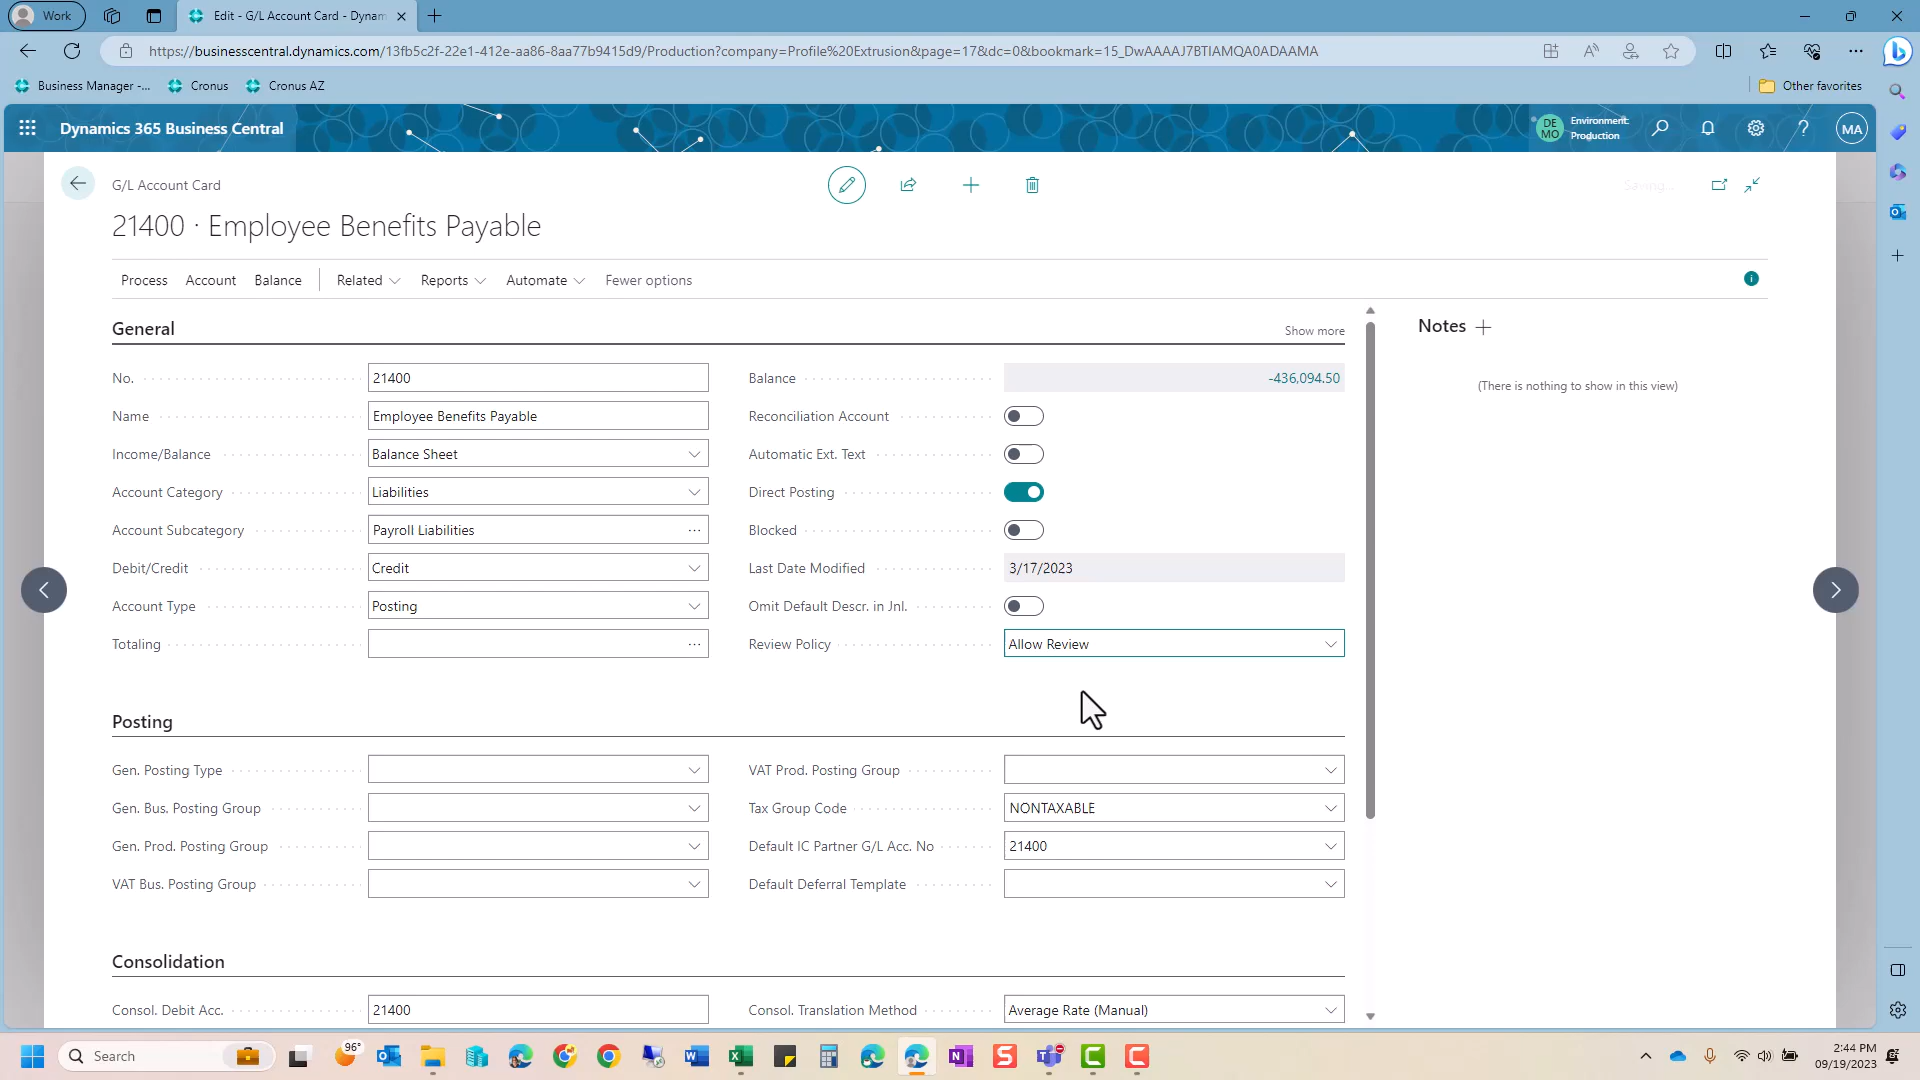 Work
Edit - G/L Account Card - Dynam
https://businesscentral.dynamics.com/13fb5c2f-22e1-412e-aa86-8aa77b9415d9/Production?company=Profile%20Extrusion&page=17&dc=0&bookmark=15_DwAAAAJ7BTIAMQA0ADAAMA
Business Manager -...
Cronus
Cronus AZ
Other favorites
Dynamics 365 Business Central
DE MO
Environment:
Production
MA
G/L Account Card
Saving...
21400 · Employee Benefits Payable
Process
Account
Balance
Related
Reports
Automate
Fewer options
General
Show more
Notes
No.
21400
Balance
-436,094.50
(There is nothing to show in this view)
Name
Employee Benefits Payable
Reconciliation Account
Income/Balance
Balance Sheet
Automatic Ext. Text
Account Category
Liabilities
Direct Posting
Account Subcategory
Payroll Liabilities
Blocked
Debit/Credit
Credit
Last Date Modified
3/17/2023
Account Type
Posting
Omit Default Descr. in Jnl.
Totaling
Review Policy
Allow Review
Posting
Gen. Posting Type
VAT Prod. Posting Group
Gen. Bus. Posting Group
Tax Group Code
NONTAXABLE
Gen. Prod. Posting Group
Default IC Partner G/L Acc. No
21400
VAT Bus. Posting Group
Default Deferral Template
Consolidation
Consol. Debit Acc.
21400
Consol. Translation Method
Average Rate (Manual)
Search
96°
2:44 PM
09/19/2023